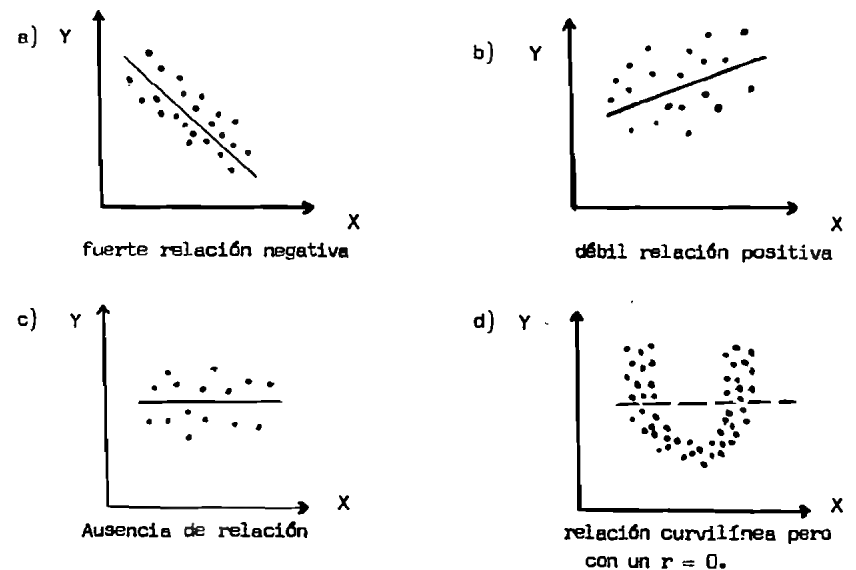 a) Y
X
fuerte relación negativa
b) Y
X
débil relación positiva
c) Y
X
Ausencia de relación
d) Y
X
relación curvilínea pero
con un r = 0.